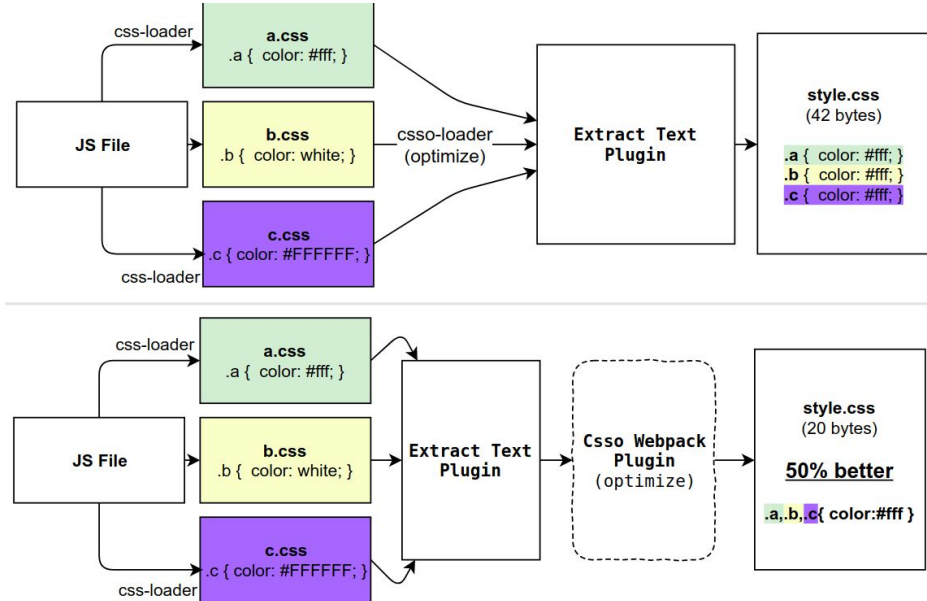 css-loader
a.css
.a { color: #fff; }
JS File
b.css
.b { color: white; }
csso-loader
(optimize)
c.css
.c { color: #FFFFFF; }
css-loader
Extract Text
Plugin
style.css
(42 bytes)
.a { color: #fff; }
.b { color: #fff; }
.c { color: #fff; }
css-loader
a.css
.a { color: #fff; }
JS File
b.css
.b { color: white; }
c.css
.c { color: #FFFFFF; }
css-loader
Extract Text
Plugin
Csso Webpack
Plugin
(optimize)
style.css
(20 bytes)
50% better
.a,.b,.c{ color:#fff }